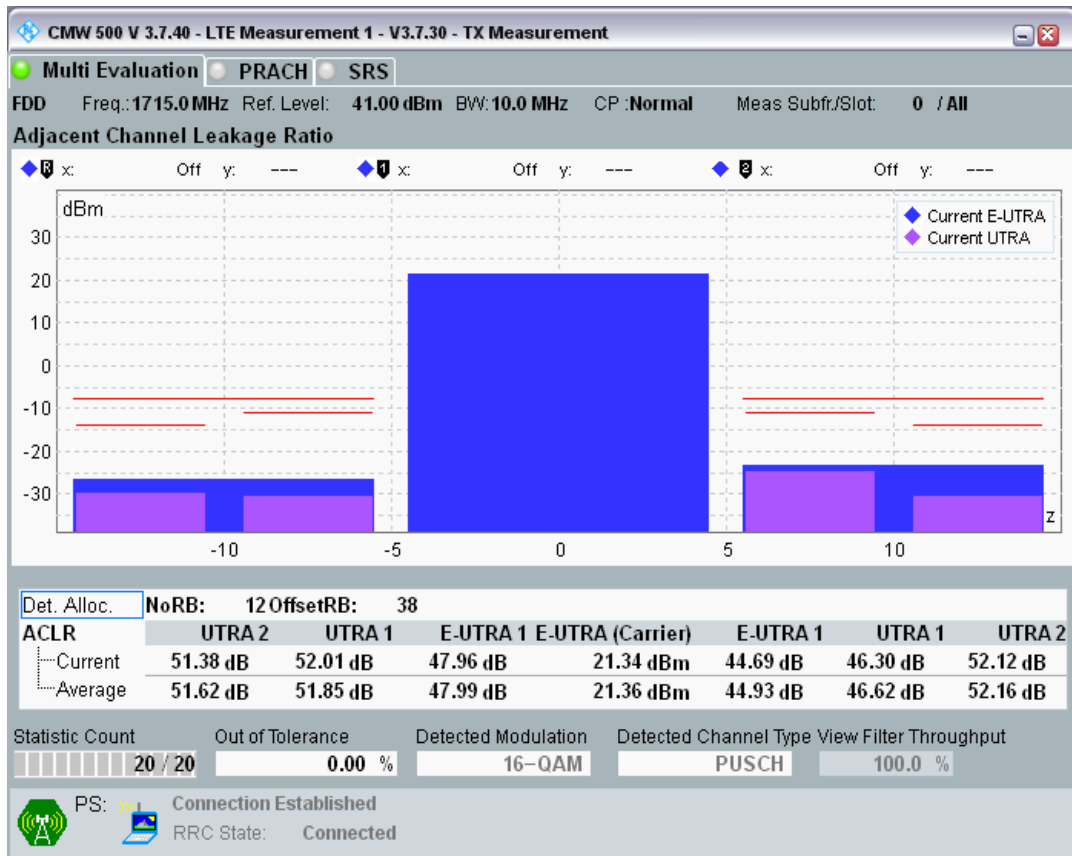 CMW 500 V 3.7.40 - LTE Measurement 1 - V3.7.30 - TX Measurement
Multi Evaluation PRACH SRS
FDD Freq.: 1715.0 MHz Ref. Level: 41.00 dBm BW: 10.0 MHz CP :Normal Meas Subfr./Slot: 0 / All
Adjacent Channel Leakage Ratio
R x: Off y: --- 1 x: Off y: --- 2 x: Off y: ---
dBm
Current E-UTRA
Current UTRA
30
20
10
0
-10
-20
-30
z
-10 -5 0 5 10
Det. Alloc. NoRB: 12 OffsetRB: 38
ACLR UTRA 2 UTRA 1 E-UTRA 1 E-UTRA (Carrier) E-UTRA 1 UTRA 1 UTRA 2
Current 51.38 dB 52.01 dB 47.96 dB 21.34 dBm 44.69 dB 46.30 dB 52.12 dB
Average 51.62 dB 51.85 dB 47.99 dB 21.36 dBm 44.93 dB 46.62 dB 52.16 dB
Statistic Count Out of Tolerance Detected Modulation Detected Channel Type View Filter Throughput
20 / 20 0.00 % 16-QAM PUSCH 100.0 %
PS: Connection Established
RRC State: Connected